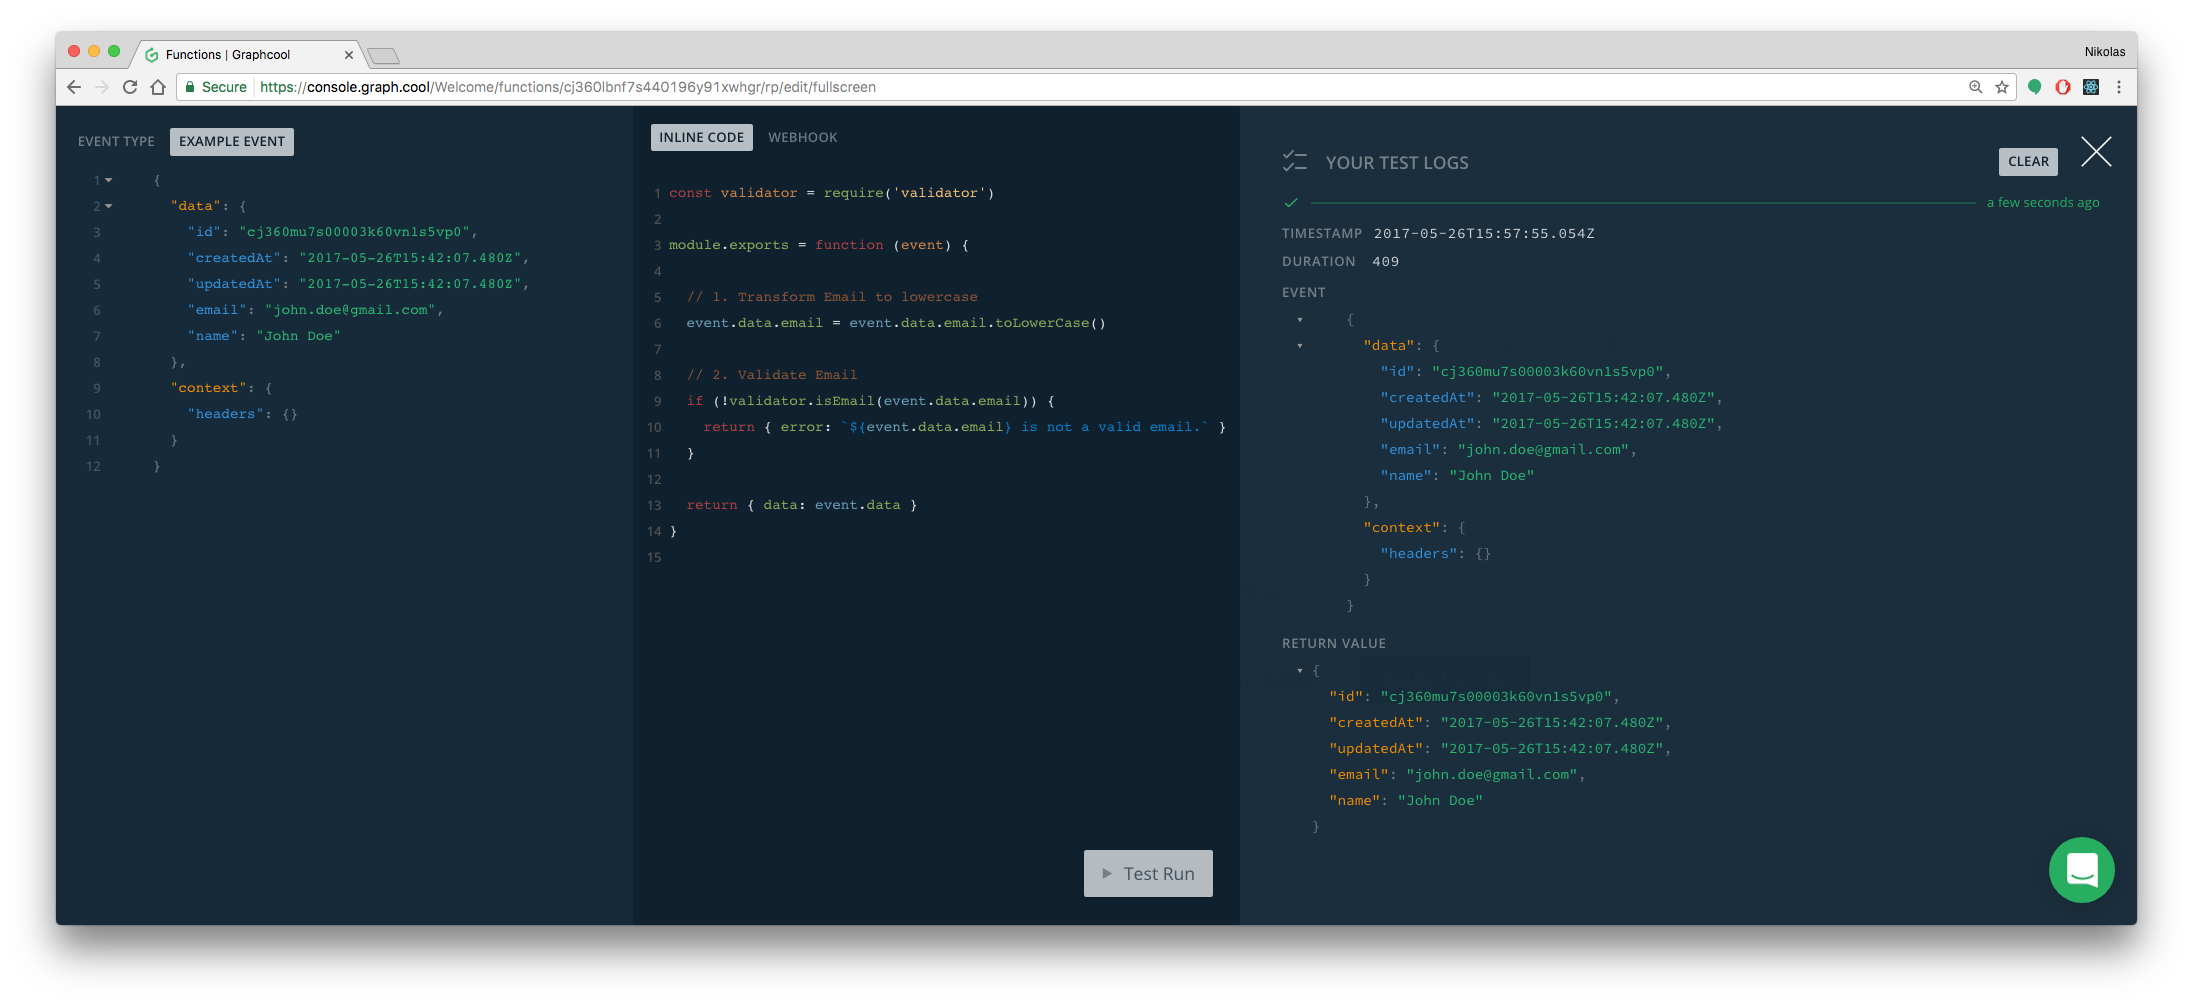 Functions | Graphcool
Nikolas
Secure
https://console.graph.cool/Welcome/functions/cj360lbnf7s440196y91xwhgr/rp/edit/fullscreen
EVENT TYPE
EXAMPLE EVENT
1 {
2 "data": {
3 "id": "cj360mu7s00003k60vn1s5vp0",
4 "createdAt": "2017-05-26T15:42:07.480Z",
5 "updatedAt": "2017-05-26T15:42:07.480Z",
6 "email": "john.doe@gmail.com",
7 "name": "John Doe"
8 },
9 "context": {
10 "headers": {}
11 }
12 }
INLINE CODE
WEBHOOK
1 const validator = require('validator')
2
3 module.exports = function (event) {
4
5 // 1. Transform Email to lowercase
6 event.data.email = event.data.email.toLowerCase()
7
8 // 2. Validate Email
9 if (!validator.isEmail(event.data.email)) {
10 return { error: `${event.data.email} is not a valid email.` }
11 }
12
13 return { data: event.data }
14 }
15
Test Run
YOUR TEST LOGS
CLEAR
a few seconds ago
TIMESTAMP 2017-05-26T15:57:55.054Z
DURATION 409
EVENT
{
"data": {
"id": "cj360mu7s00003k60vn1s5vp0",
"createdAt": "2017-05-26T15:42:07.480Z",
"updatedAt": "2017-05-26T15:42:07.480Z",
"email": "john.doe@gmail.com",
"name": "John Doe"
},
"context": {
"headers": {}
}
}
RETURN VALUE
{
"id": "cj360mu7s00003k60vn1s5vp0",
"createdAt": "2017-05-26T15:42:07.480Z",
"updatedAt": "2017-05-26T15:42:07.480Z",
"email": "john.doe@gmail.com",
"name": "John Doe"
}